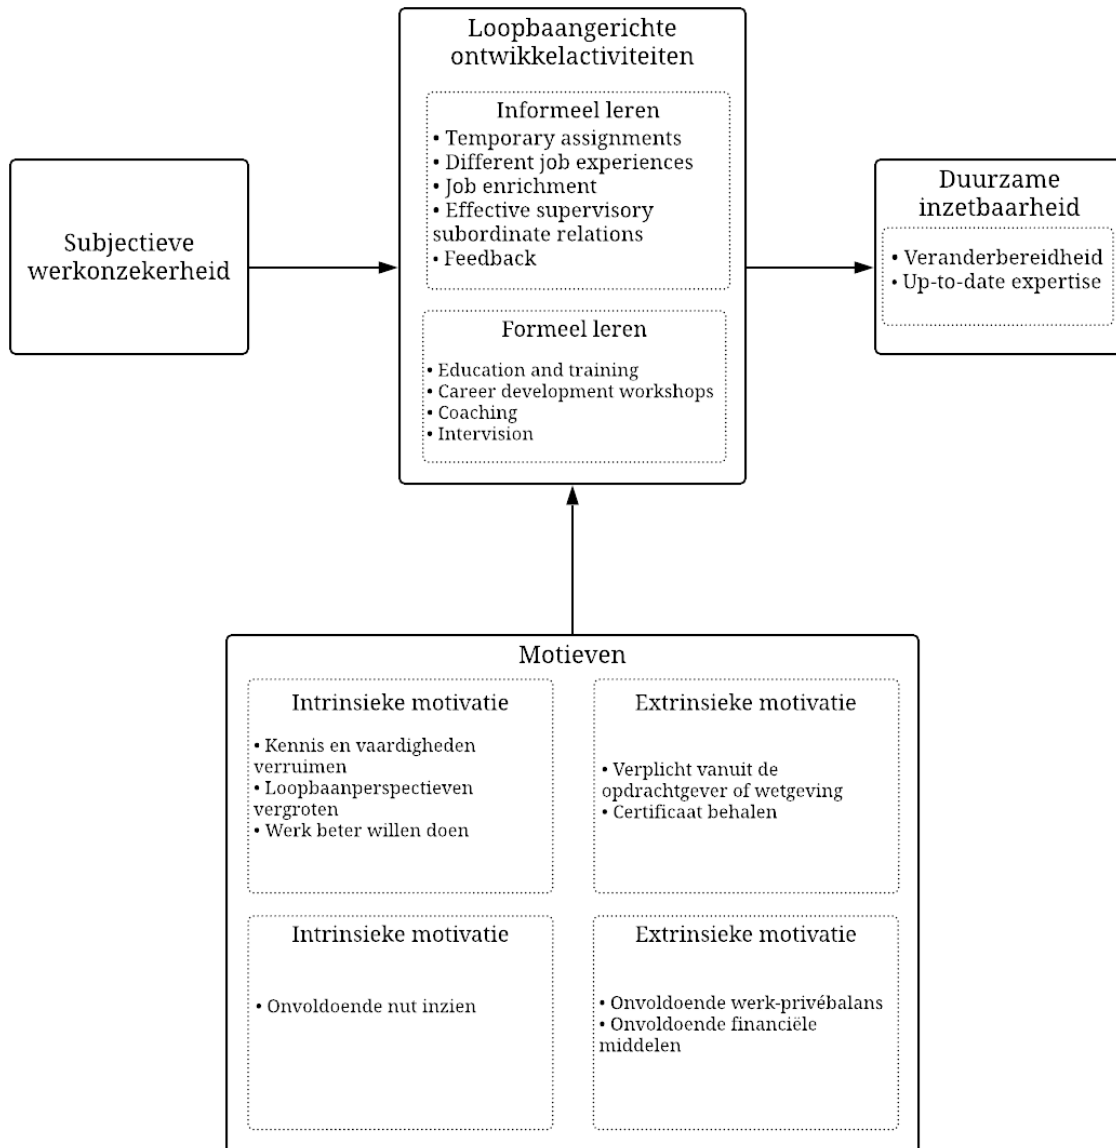 Loopbaangerichte
ontwikkelactiviteiten
Informeel leren
• Temporary assignments
• Different job experiences
• Job enrichment
• Effective supervisory
subordinate relations
• Feedback
Formeel leren
• Education and training
• Career development workshops
• Coaching
• Intervision
Subjectieve
werkonzekerheid
Duurzame
inzetbaarheid
• Veranderbereidheid
• Up-to-date expertise
Motieven
Intrinsieke motivatie
• Kennis en vaardigheden
verruimen
• Loopbaanperspectieven
vergroten
• Werk beter willen doen
Extrinsieke motivatie
• Verplicht vanuit de
opdrachtgever of wetgeving
• Certificaat behalen
Intrinsieke motivatie
• Onvoldoende nut inzien
Extrinsieke motivatie
• Onvoldoende werk-privébalans
• Onvoldoende financiële
middelen